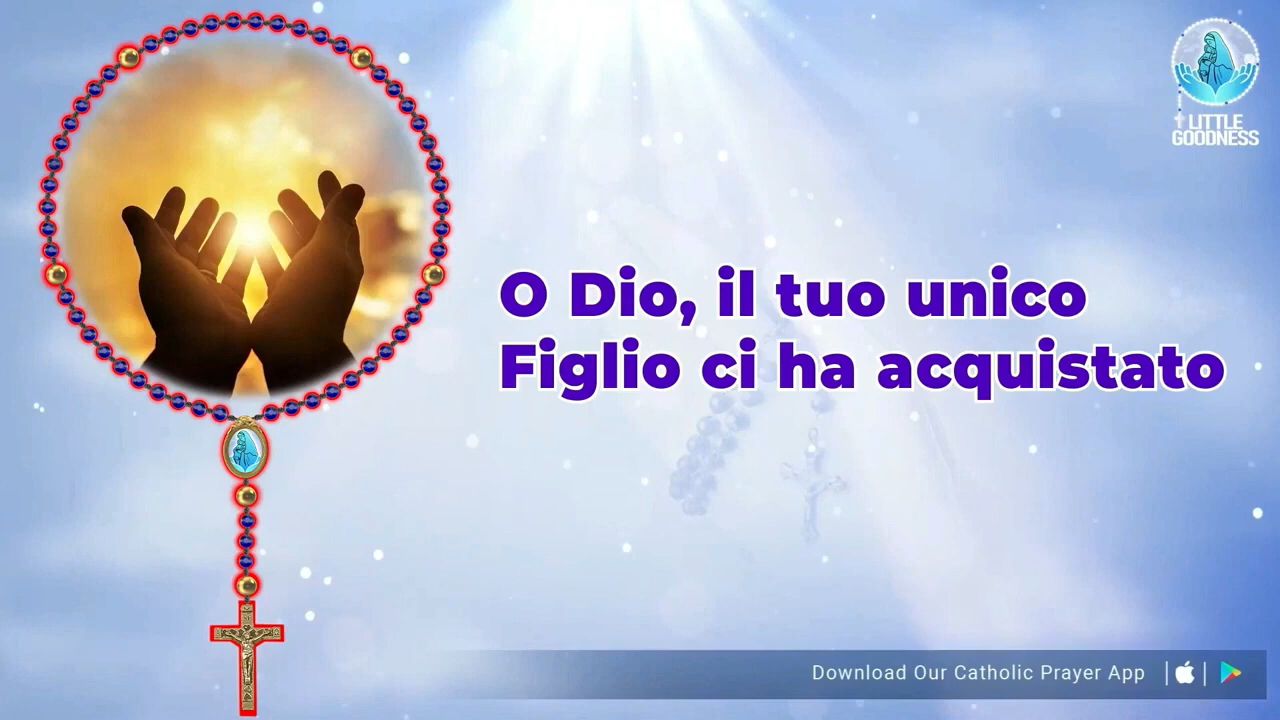 LITTLE
GOODNESS
O Dio, il tuo unico
Figlio ci ha acquistato
Download Our Catholic Prayer App